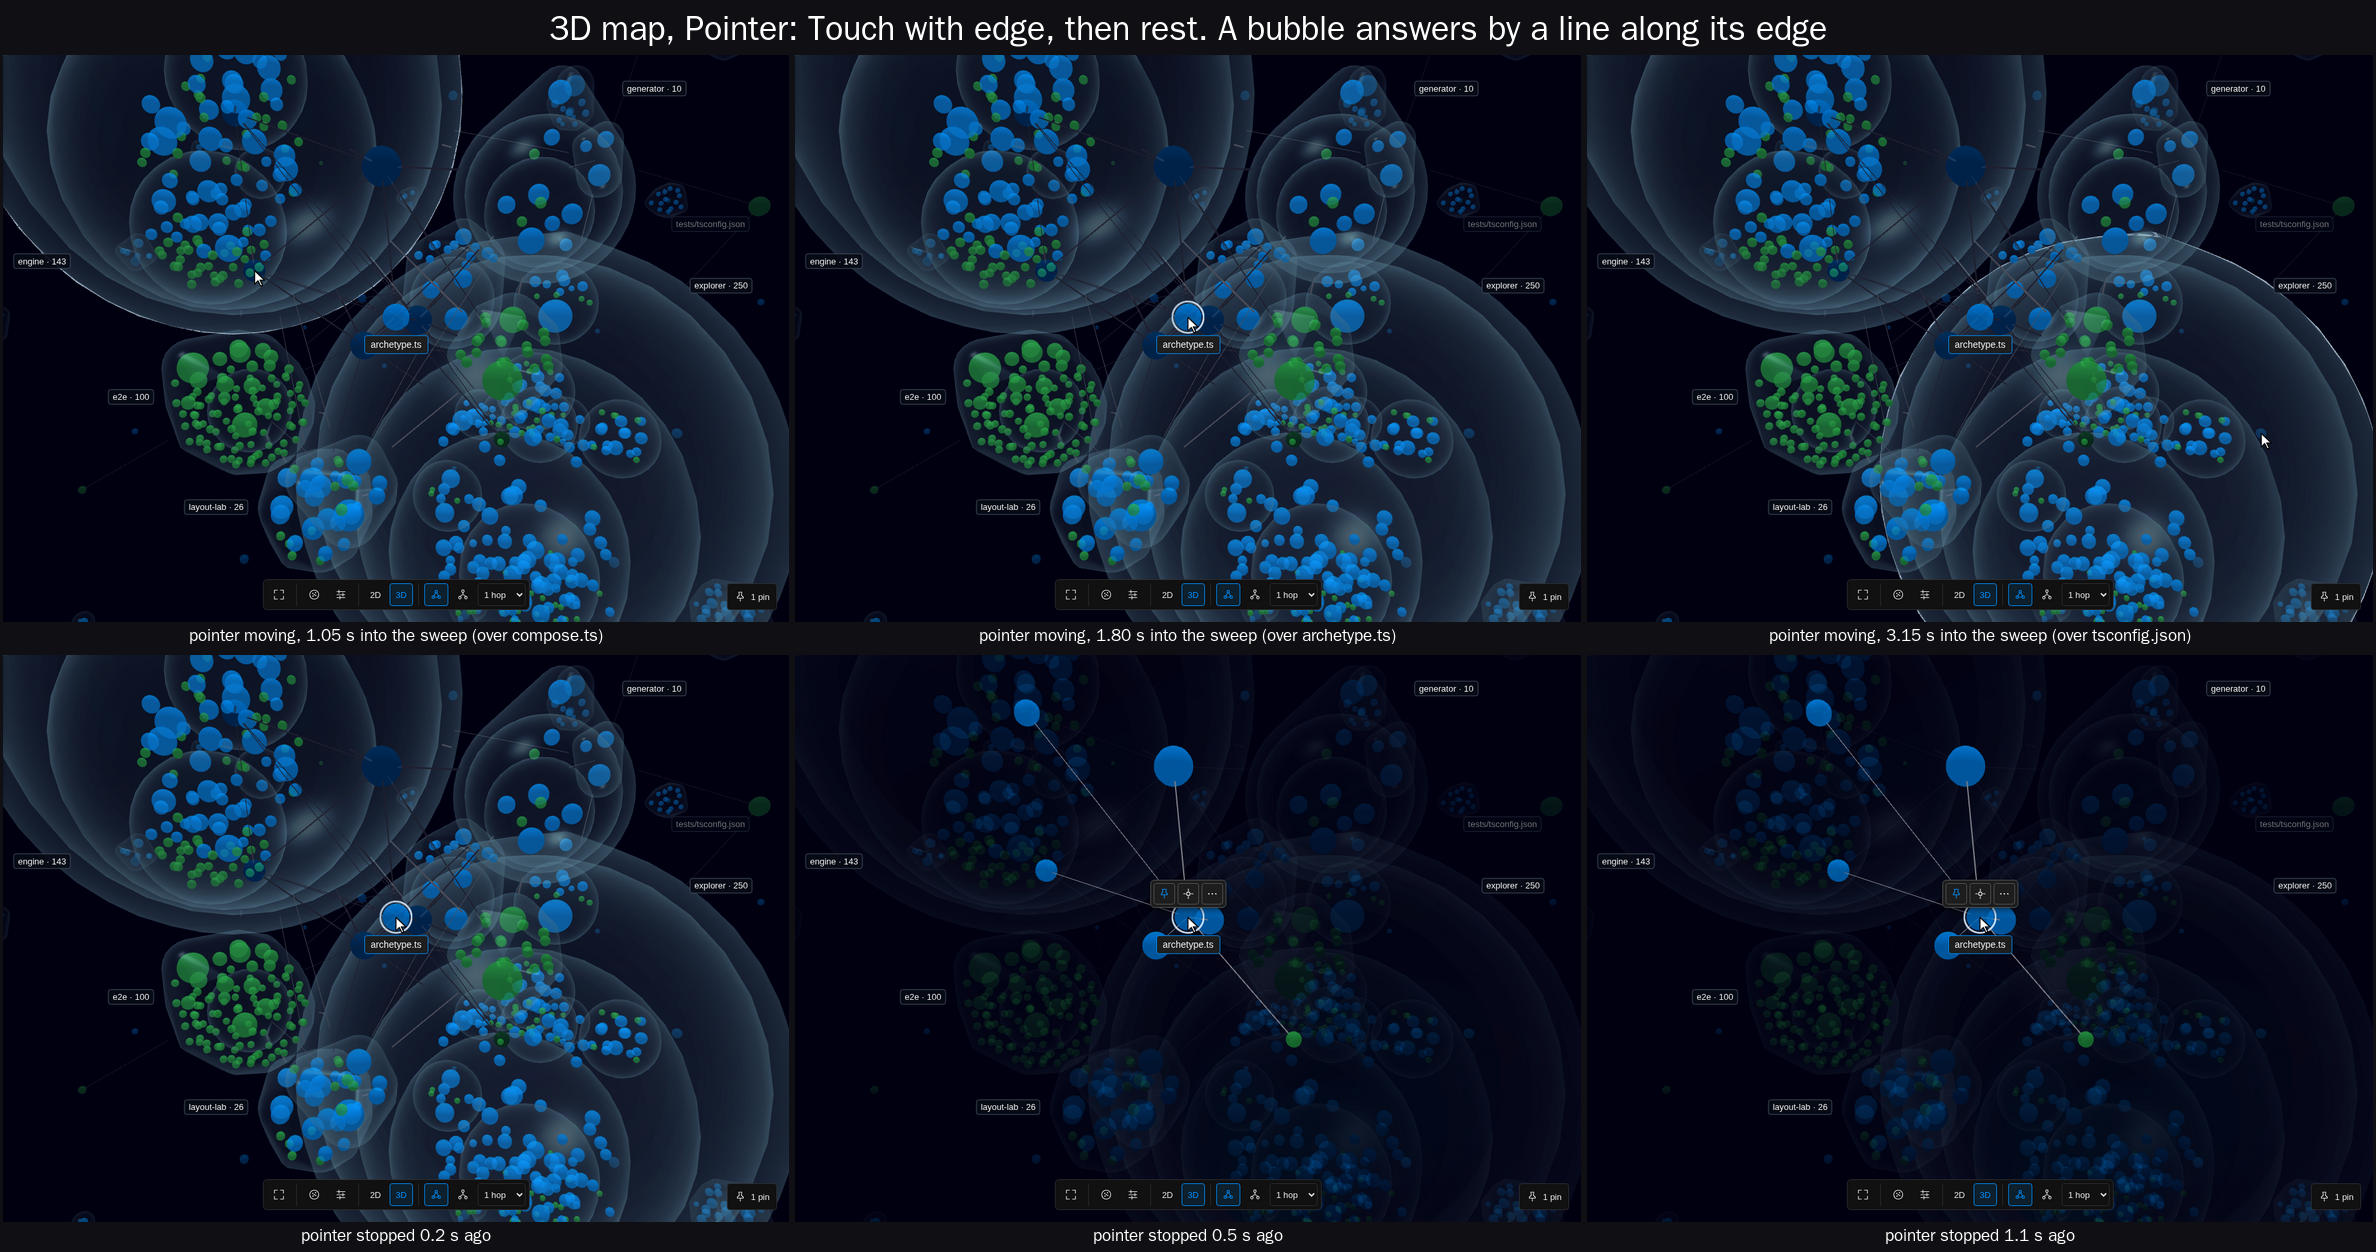 3D map, Pointer: Touch with edge, then rest. A bubble answers by a line along its edge
generator · 10
tests/tsconfig.json
engine · 143
explorer · 250
archetype.ts
e2e · 100
layout-lab · 26
2D 3D 1 hop
1 pin
pointer moving, 1.05 s into the sweep (over compose.ts)
generator · 10
tests/tsconfig.json
engine · 143
explorer · 250
archetype.ts
e2e · 100
layout-lab · 26
2D 3D 1 hop
1 pin
pointer moving, 1.80 s into the sweep (over archetype.ts)
generator · 10
tests/tsconfig.json
engine · 143
explorer · 250
archetype.ts
e2e · 100
layout-lab · 26
2D 3D 1 hop
1 pin
pointer moving, 3.15 s into the sweep (over tsconfig.json)
generator · 10
tests/tsconfig.json
engine · 143
explorer · 250
archetype.ts
e2e · 100
layout-lab · 26
2D 3D 1 hop
1 pin
pointer stopped 0.2 s ago
generator · 10
tests/tsconfig.json
engine · 143
explorer · 250
archetype.ts
e2e · 100
layout-lab · 26
2D 3D 1 hop
1 pin
pointer stopped 0.5 s ago
generator · 10
tests/tsconfig.json
engine · 143
explorer · 250
archetype.ts
e2e · 100
layout-lab · 26
2D 3D 1 hop
1 pin
pointer stopped 1.1 s ago